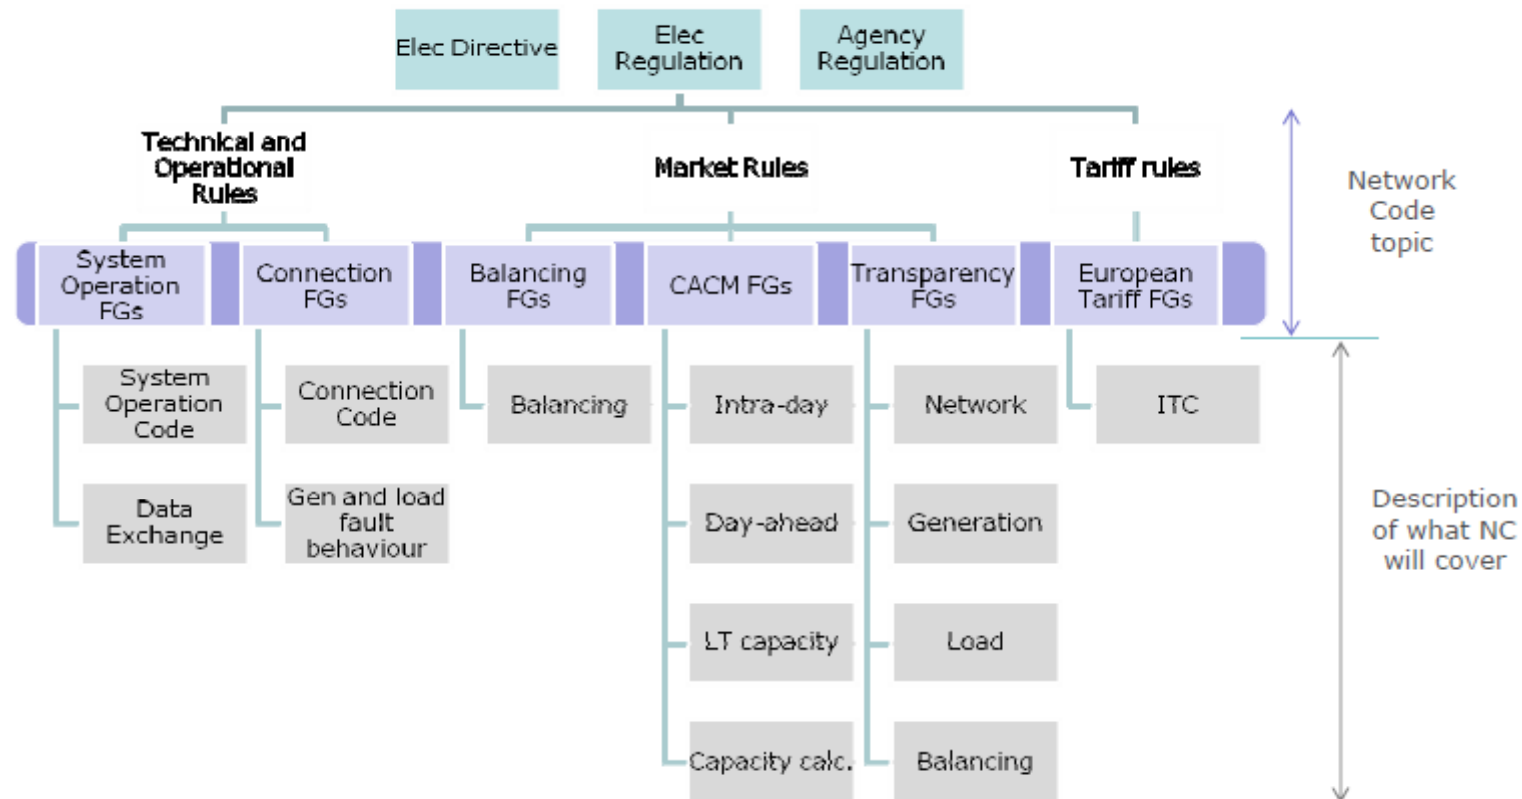 Elec Directive
Elec
Regulation
Agency
Regulation
Technical and
Operational
Rules
Market Rules
Tariff rules
Network
Code
topic
System
Operation
FGs
Connection
FGs
Balancing
FGs
CACM FGs
Transparency
FGs
European
Tariff FGs
System
Operation
Code
Connection
Code
Balancing
Intra-day
Network
ITC
Data
Exchange
Gen and load
fault
behaviour
Day-ahead
Generation
Description
of what NC
will cover
LT capacity
Load
Capacity calc.
Balancing